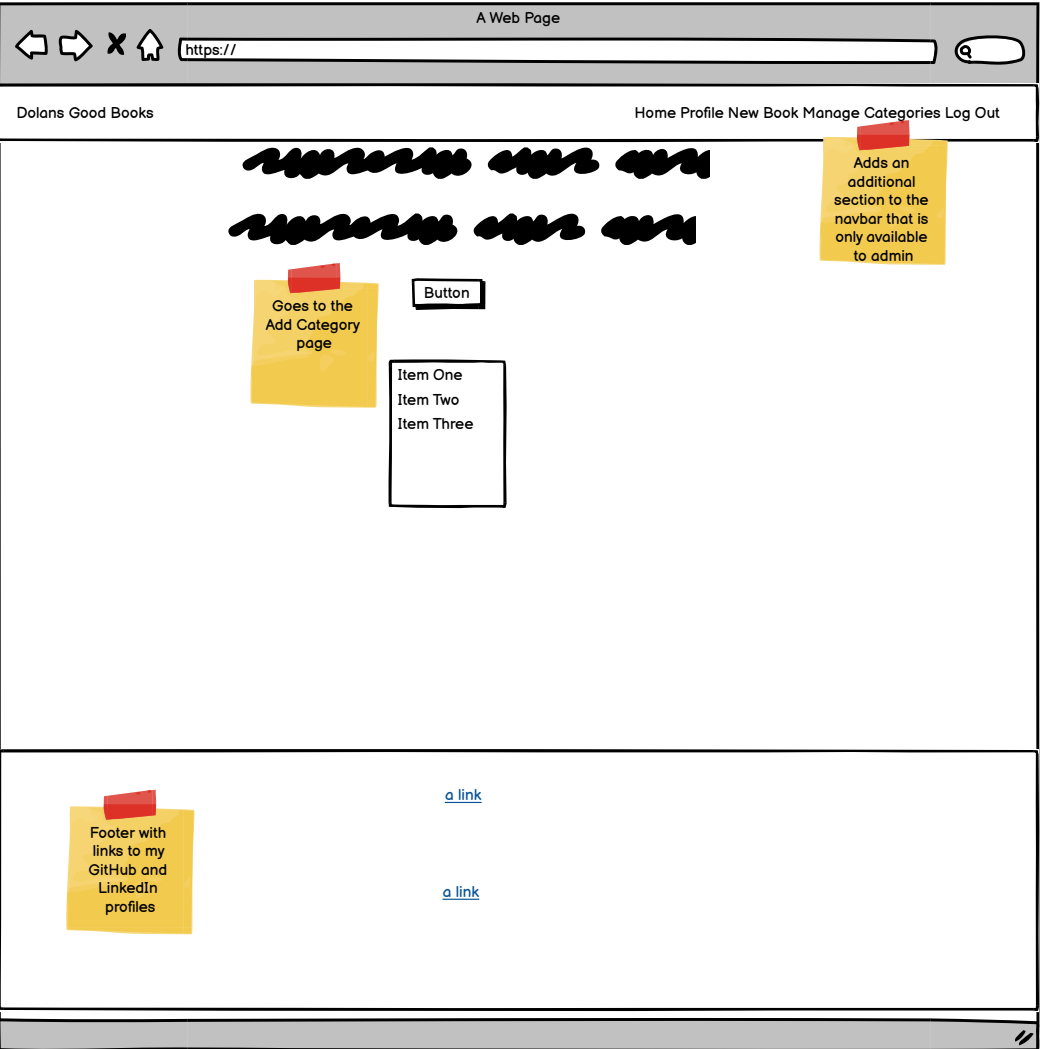 A Web Page
https://
Dolans Good Books
Home Profile New Book Manage Categories Log Out
Adds an
additional
section to the
navbar that is
only available
to admin
Goes to the
Add Category
page
Button
Item One
Item Two
Item Three
a link
Footer with
links to my
GitHub and
LinkedIn
profiles
a link